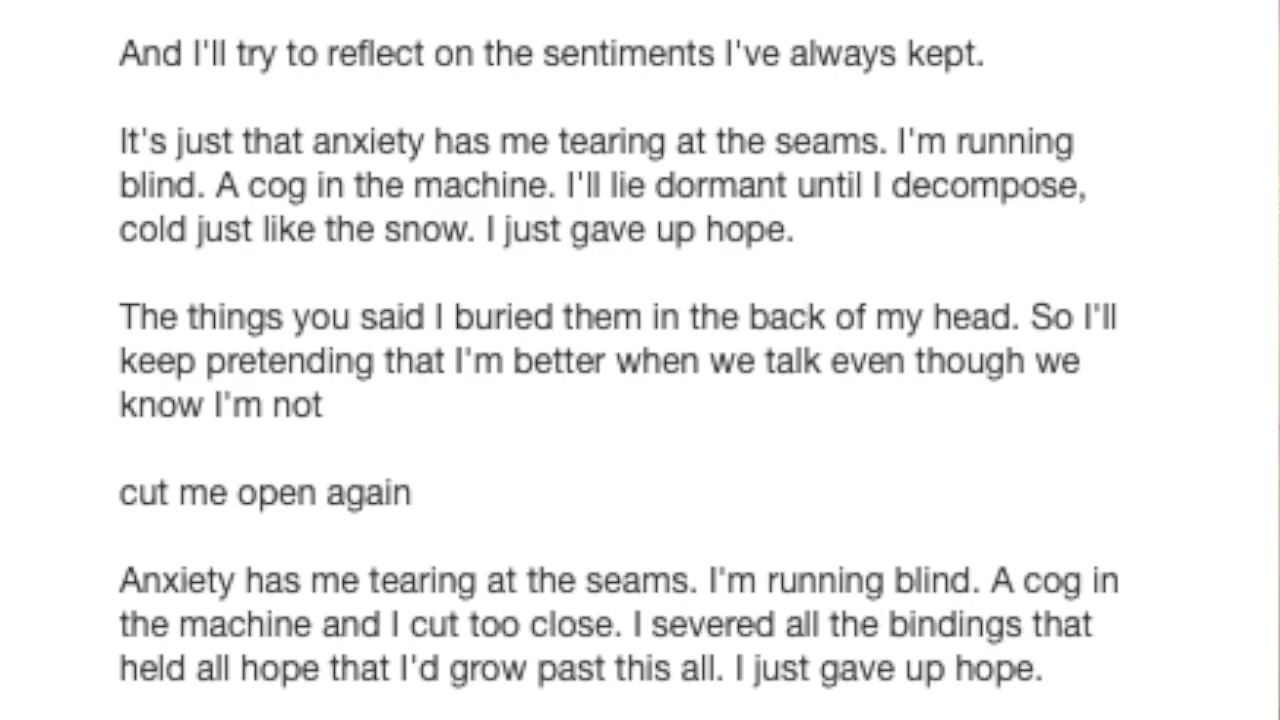 And I'll try to reflect on the sentiments I've always kept.
It's just that anxiety has me tearing at the seams. I'm running
blind. A cog in the machine. I'll lie dormant until I decompose,
cold just like the snow. I just gave up hope.
The things you said I buried them in the back of my head. So I'll
keep pretending that I'm better when we talk even though we
know I'm not
cut me open again
Anxiety has me tearing at the seams. I'm running blind. A cog in
the machine and I cut too close. I severed all the bindings that
held all hope that I'd grow past this all. I just gave up hope.